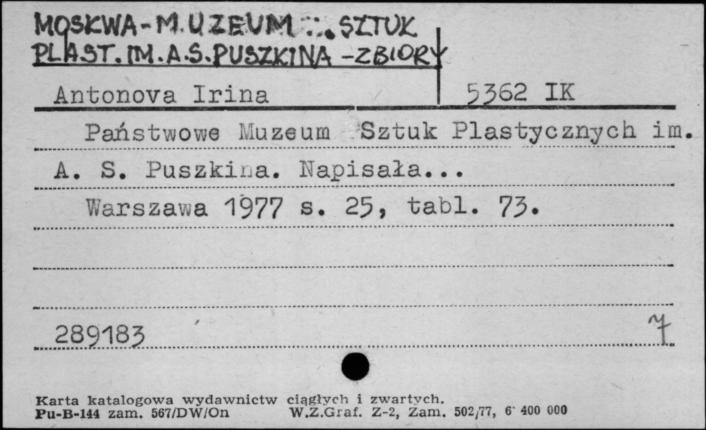 MOSKWA-MUZEUM SZTUK
PLAST. IM. A.S. PUSZKINA -ZBIORY
Antonova Irina 5362 IK
Państwowe Muzeum Sztuk Plastycznych im.
A. S. Puszkina. Napisała...
Warszawa 1977 s. 25, tabl. 73.
289183 7
Karta katalogowa wydawnictw ciągłych i zwartych.
Pu-B-144 zam. 567/DW/On W.Z.Graf. Z-2, Zam. 502/77, 6 400 000